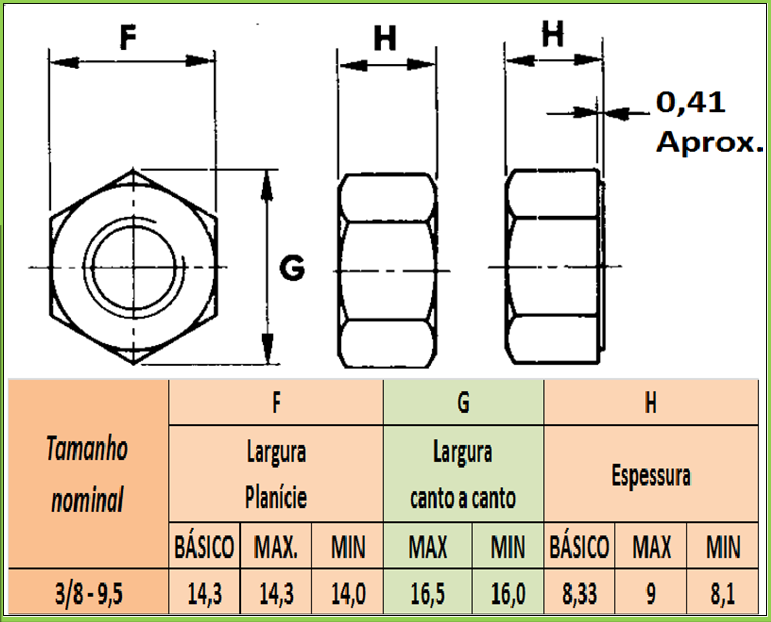 F
H
H
0,41
Aprox.
G
Tamanho
nominal
F
G
H
Largura
Planície
Largura
canto a canto
Espessura
BÁSICO MAX. MIN MAX MIN BÁSICO MAX MIN
3/8 - 9,5 14,3 14,3 14,0 16,5 16,0 8,33 9 8,1